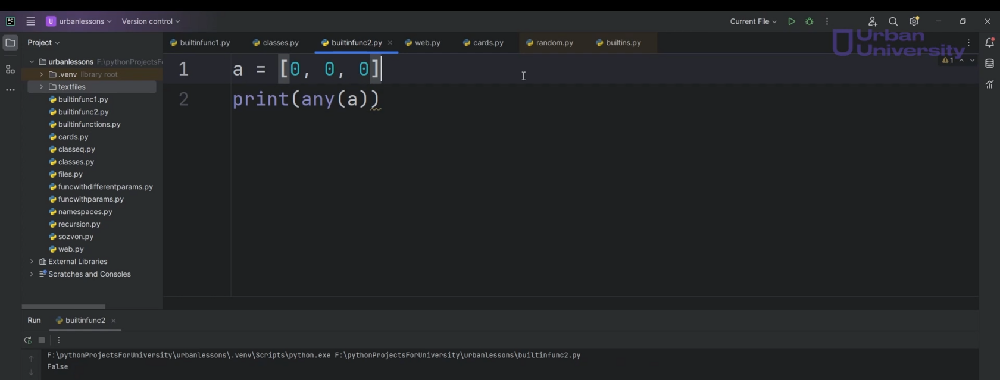 PC
U urbanlessons
Version control
Current File
Urban
University
Project
builtinfunc1.py
classes.py
builtinfunc2.py
web.py
cards.py
random.py
builtins.py
1
urbanlessons F:\pythonProjectsF
.venv library root
textfiles
builtinfunc1.py
builtinfunc2.py
builtinfunctions.py
cards.py
classeq.py
classes.py
files.py
funcwithdifferentparams.py
funcwithparams.py
namespaces.py
recursion.py
sozvon.py
web.py
External Libraries
Scratches and Consoles
1 a = [0, 0, 0]
2 print(any(a))
Run builtinfunc2
F:\pythonProjectsForUniversity\urbanlessons\.venv\Scripts\python.exe F:\pythonProjectsForUniversity\urbanlessons\builtinfunc2.py
False